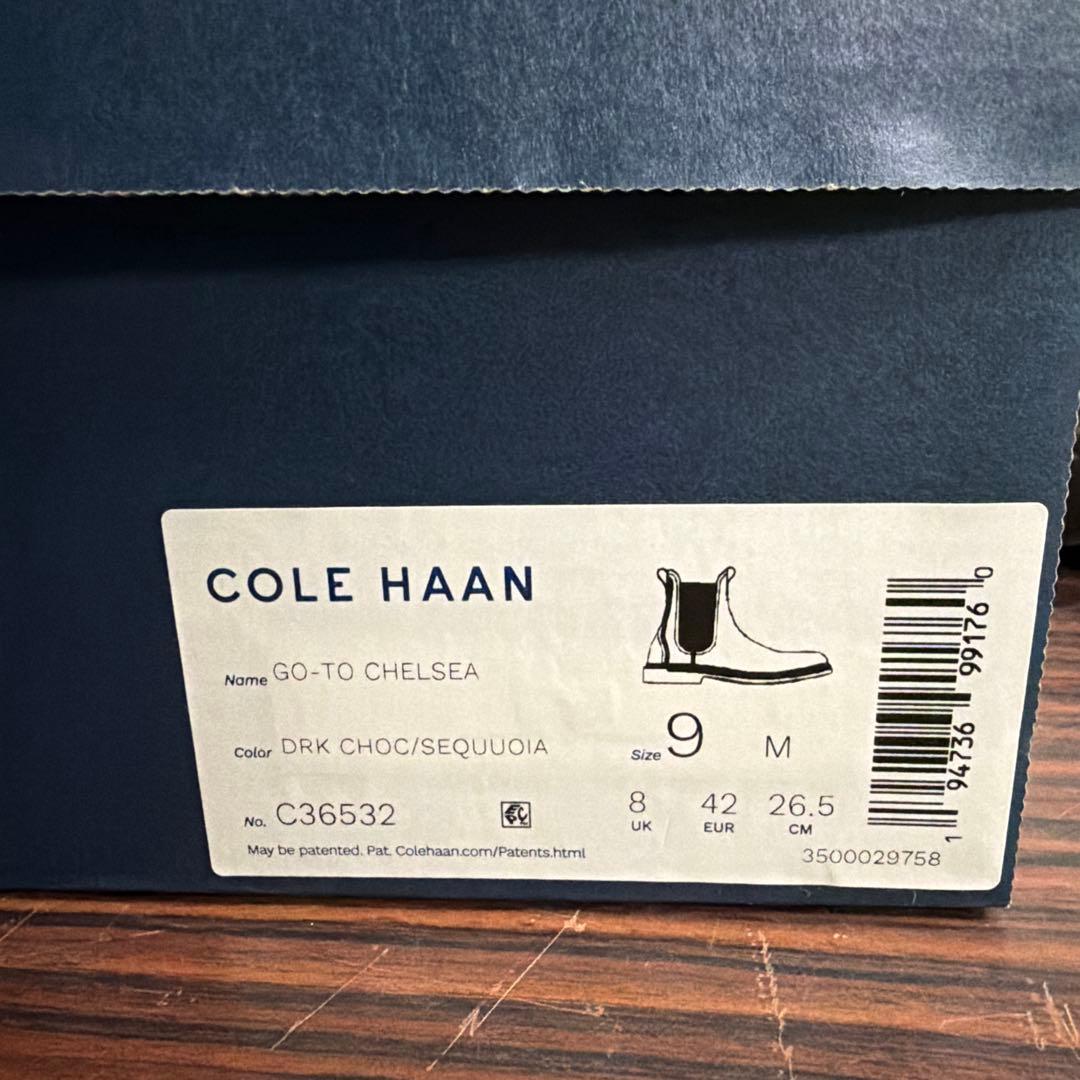 COLE HAAN
Name GO-TO CHELSEA
Color DRK CHOC/SEQUUOIA
Size 9 M
No. C36532
8 42 26.5
UK EUR CM
May be patented. Pat. Colehaan.com/Patents.html
3500029758
1 94736 99176 0